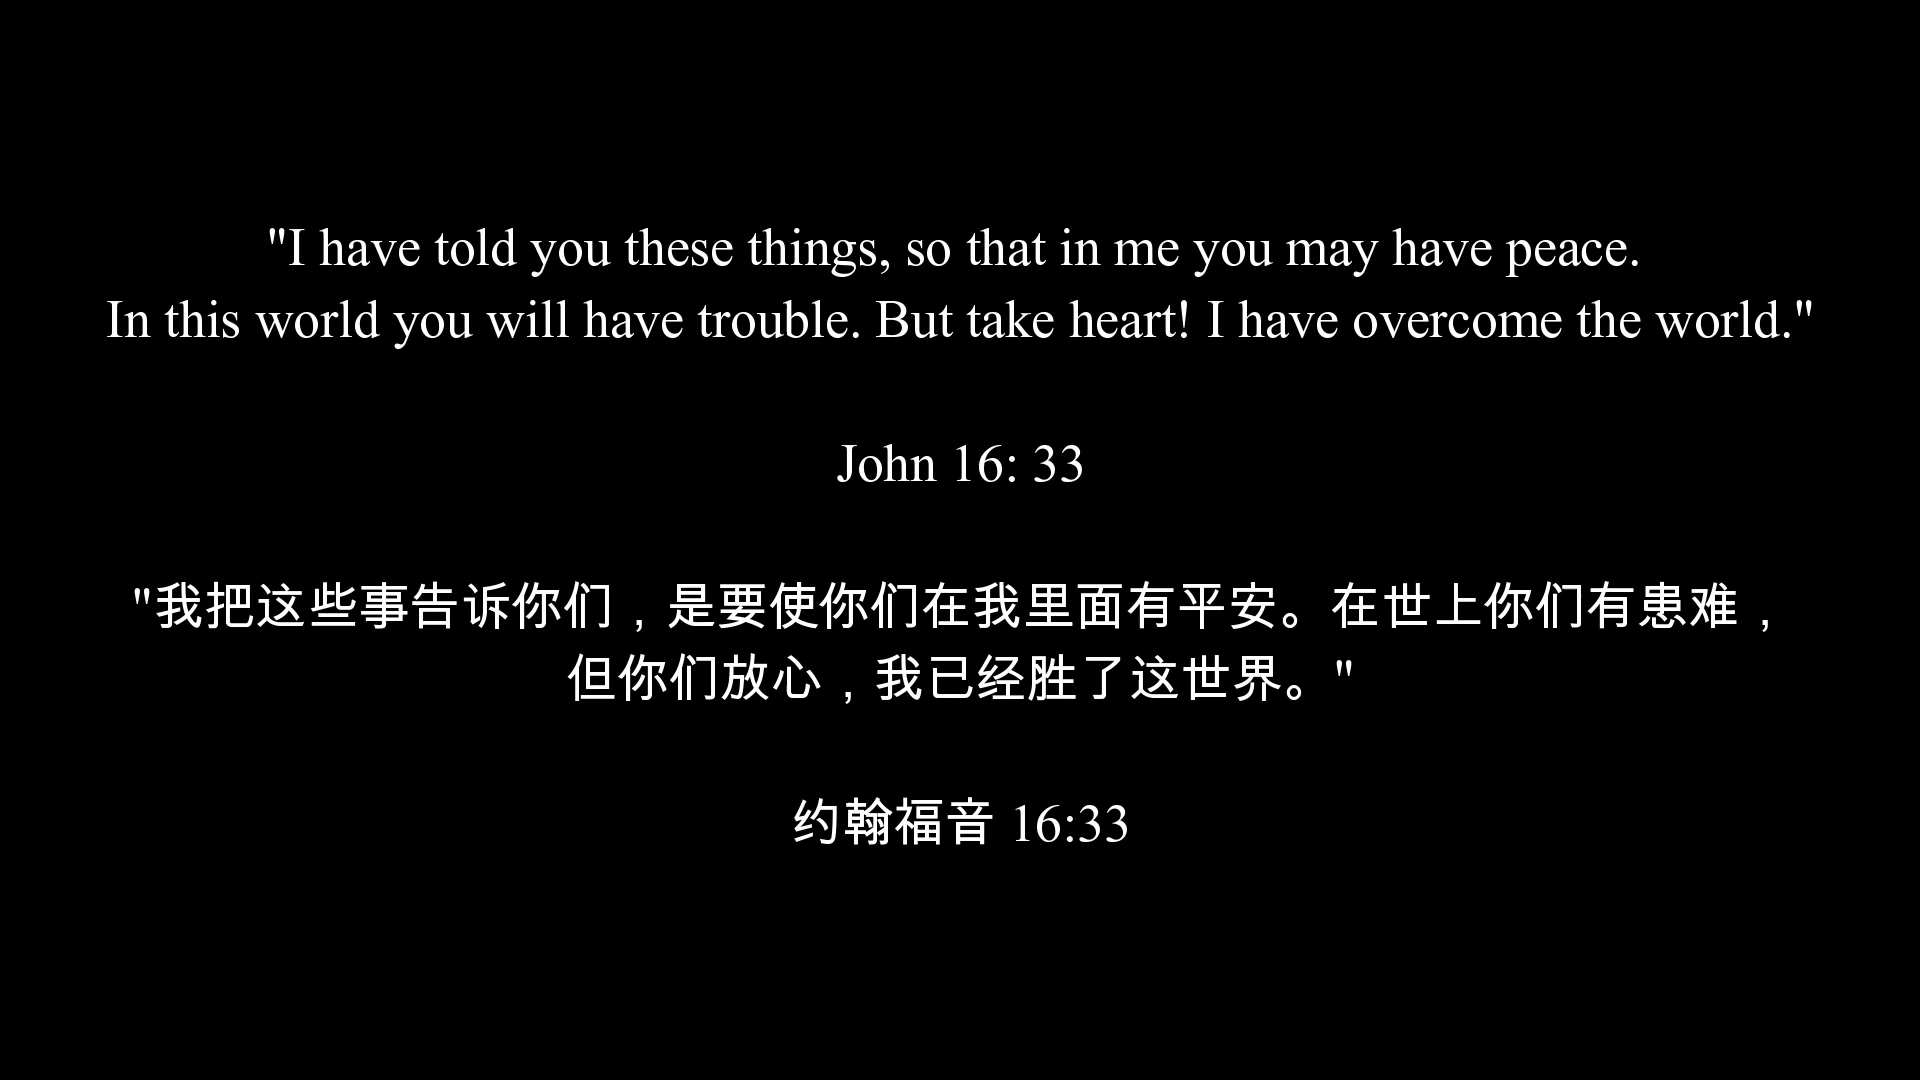 "I have told you these things, so that in me you may have peace.
In this world you will have trouble. But take heart! I have overcome the world."
John 16: 33
"我把这些事告诉你们，是要使你们在我里面有平安。在世上你们有患难，
但你们放心，我已经胜了这世界。"
约翰福音 16:33